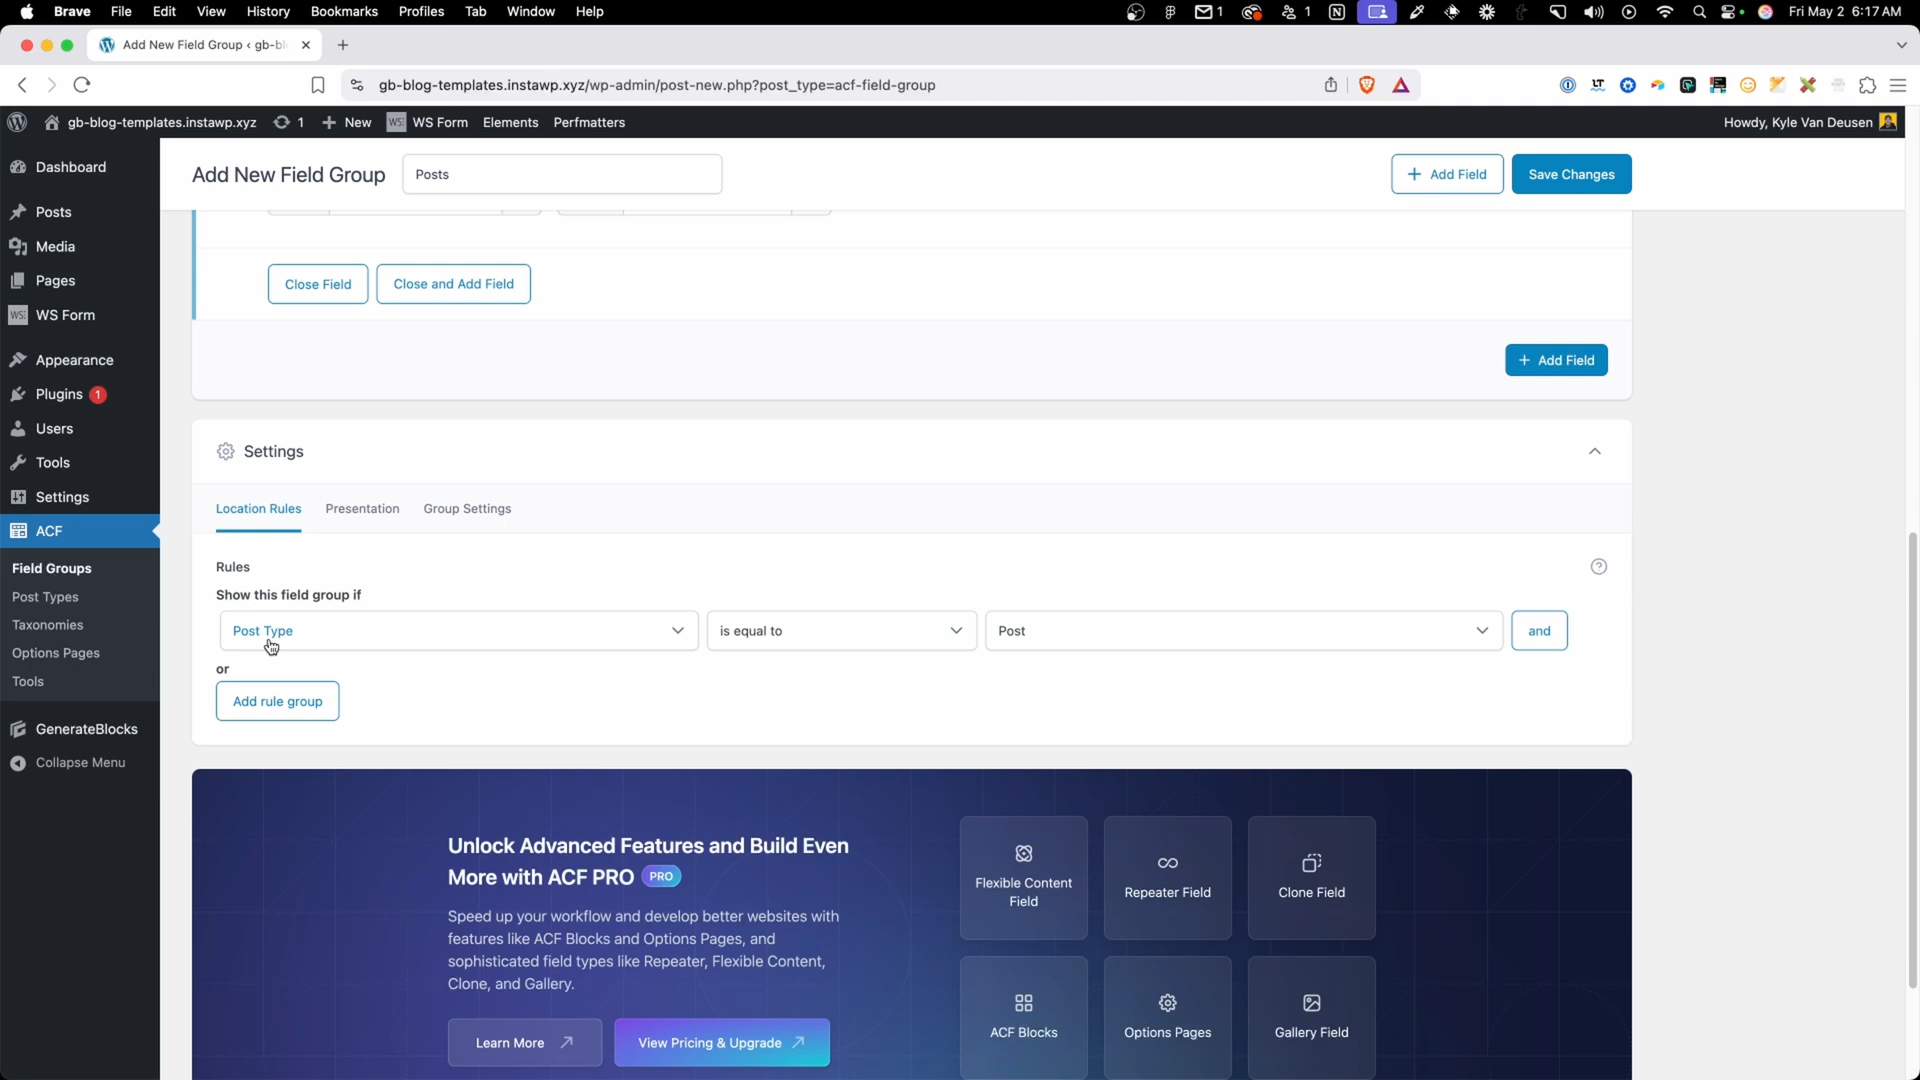 Brave File Edit View History Bookmarks Profiles Tab Window Help 1 1 Fri May 2 6:17 AM
Add New Field Group ‹ gb-bl
gb-blog-templates.instawp.xyz/wp-admin/post-new.php?post_type=acf-field-group
gb-blog-templates.instawp.xyz 1 New WS Form Elements Perfmatters Howdy, Kyle Van Deusen
Dashboard
Posts
Media
Pages
WS Form
Appearance
Plugins 1
Users
Tools
Settings
ACF
Field Groups
Post Types
Taxonomies
Options Pages
Tools
GenerateBlocks
Collapse Menu
Add New Field Group Posts + Add Field Save Changes
Close Field Close and Add Field
+ Add Field
Settings
Location Rules Presentation Group Settings
Rules
Show this field group if
Post Type is equal to Post and
or
Add rule group
Unlock Advanced Features and Build Even
More with ACF PRO PRO
Speed up your workflow and develop better websites with
features like ACF Blocks and Options Pages, and
sophisticated field types like Repeater, Flexible Content,
Clone, and Gallery.
Learn More View Pricing & Upgrade
Flexible Content
Field
Repeater Field
Clone Field
ACF Blocks
Options Pages
Gallery Field